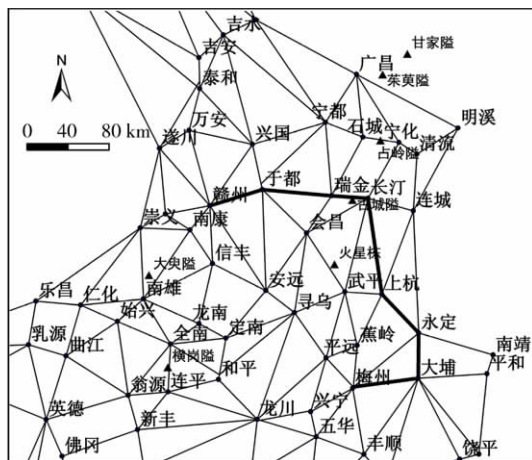 吉水
吉安
甘家隘
广昌
茱萸隘
泰和
N
万安
宁都
石城
宁化
明溪
0 40 80 km
遂川
兴国
占岭隘
清流
于都
瑞金
长汀
赣州
古城隘
连城
崇义
南康
会昌
信丰
火星栋
大庾隘
安远
武平
上杭
乐昌
仁化
南雄
寻乌
始兴
龙南
永定
乳源
曲江
全南
定南
蕉岭
南靖
横岗隘
平远
平和
和平
大埔
翁源
连平
梅州
英德
新丰
龙川
兴宁
五华
佛冈
丰顺
饶平